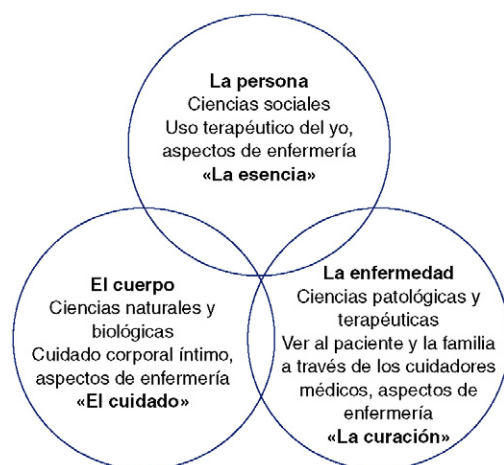 La persona
Ciencias sociales
Uso terapéutico del yo,
aspectos de enfermería
«La esencia»
El cuerpo
Ciencias naturales y
biológicas
Cuidado corporal íntimo,
aspectos de enfermería
«El cuidado»
La enfermedad
Ciencias patológicas y
terapéuticas
Ver al paciente y la familia
a través de los cuidadores
médicos, aspectos de
enfermería
«La curación»